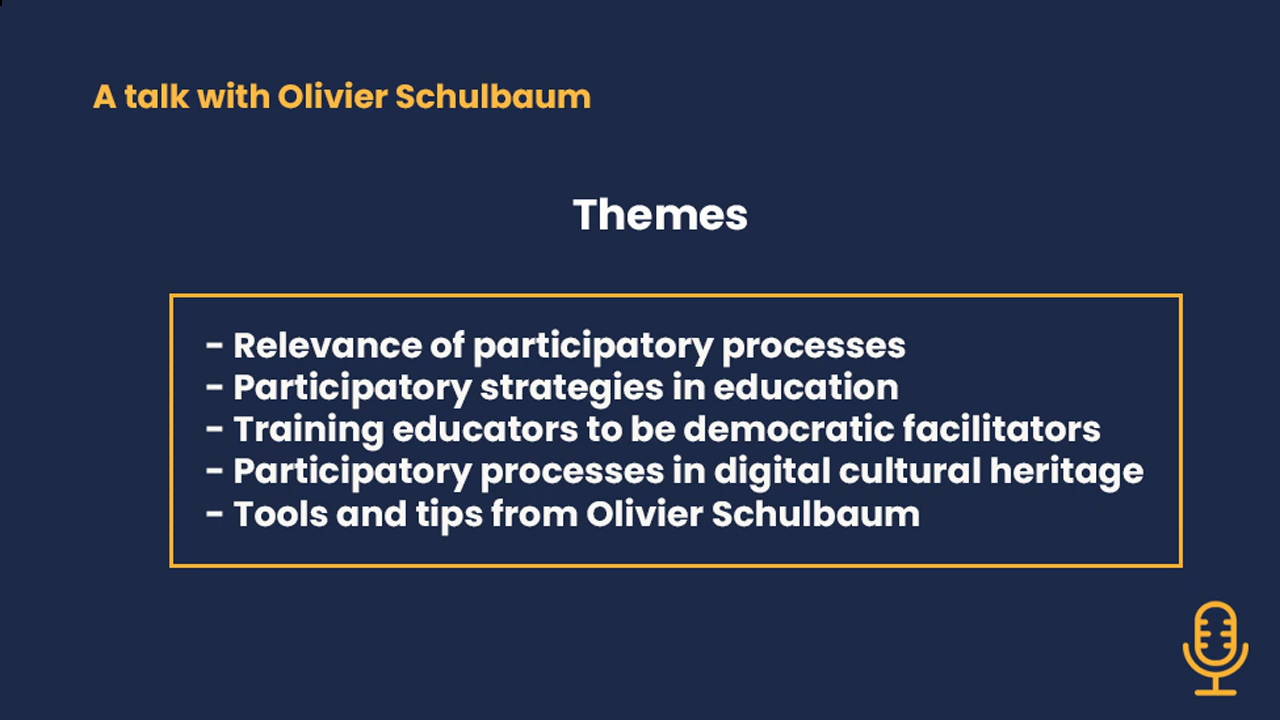 A talk with Olivier Schulbaum
Themes
- Relevance of participatory processes
- Participatory strategies in education
- Training educators to be democratic facilitators
- Participatory processes in digital cultural heritage
- Tools and tips from Olivier Schulbaum